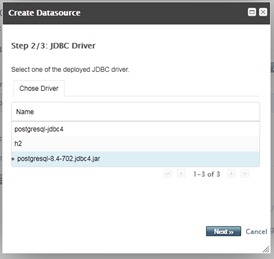 Create Datasource
Step 2/3: JDBC Driver
Select one of the deployed JDBC driver.
Chose Driver
Name
postgresql-jdbc4
h2
postgresql-8.4-702.jdbc4.jar
1-3 of 3
Next »
Cancel